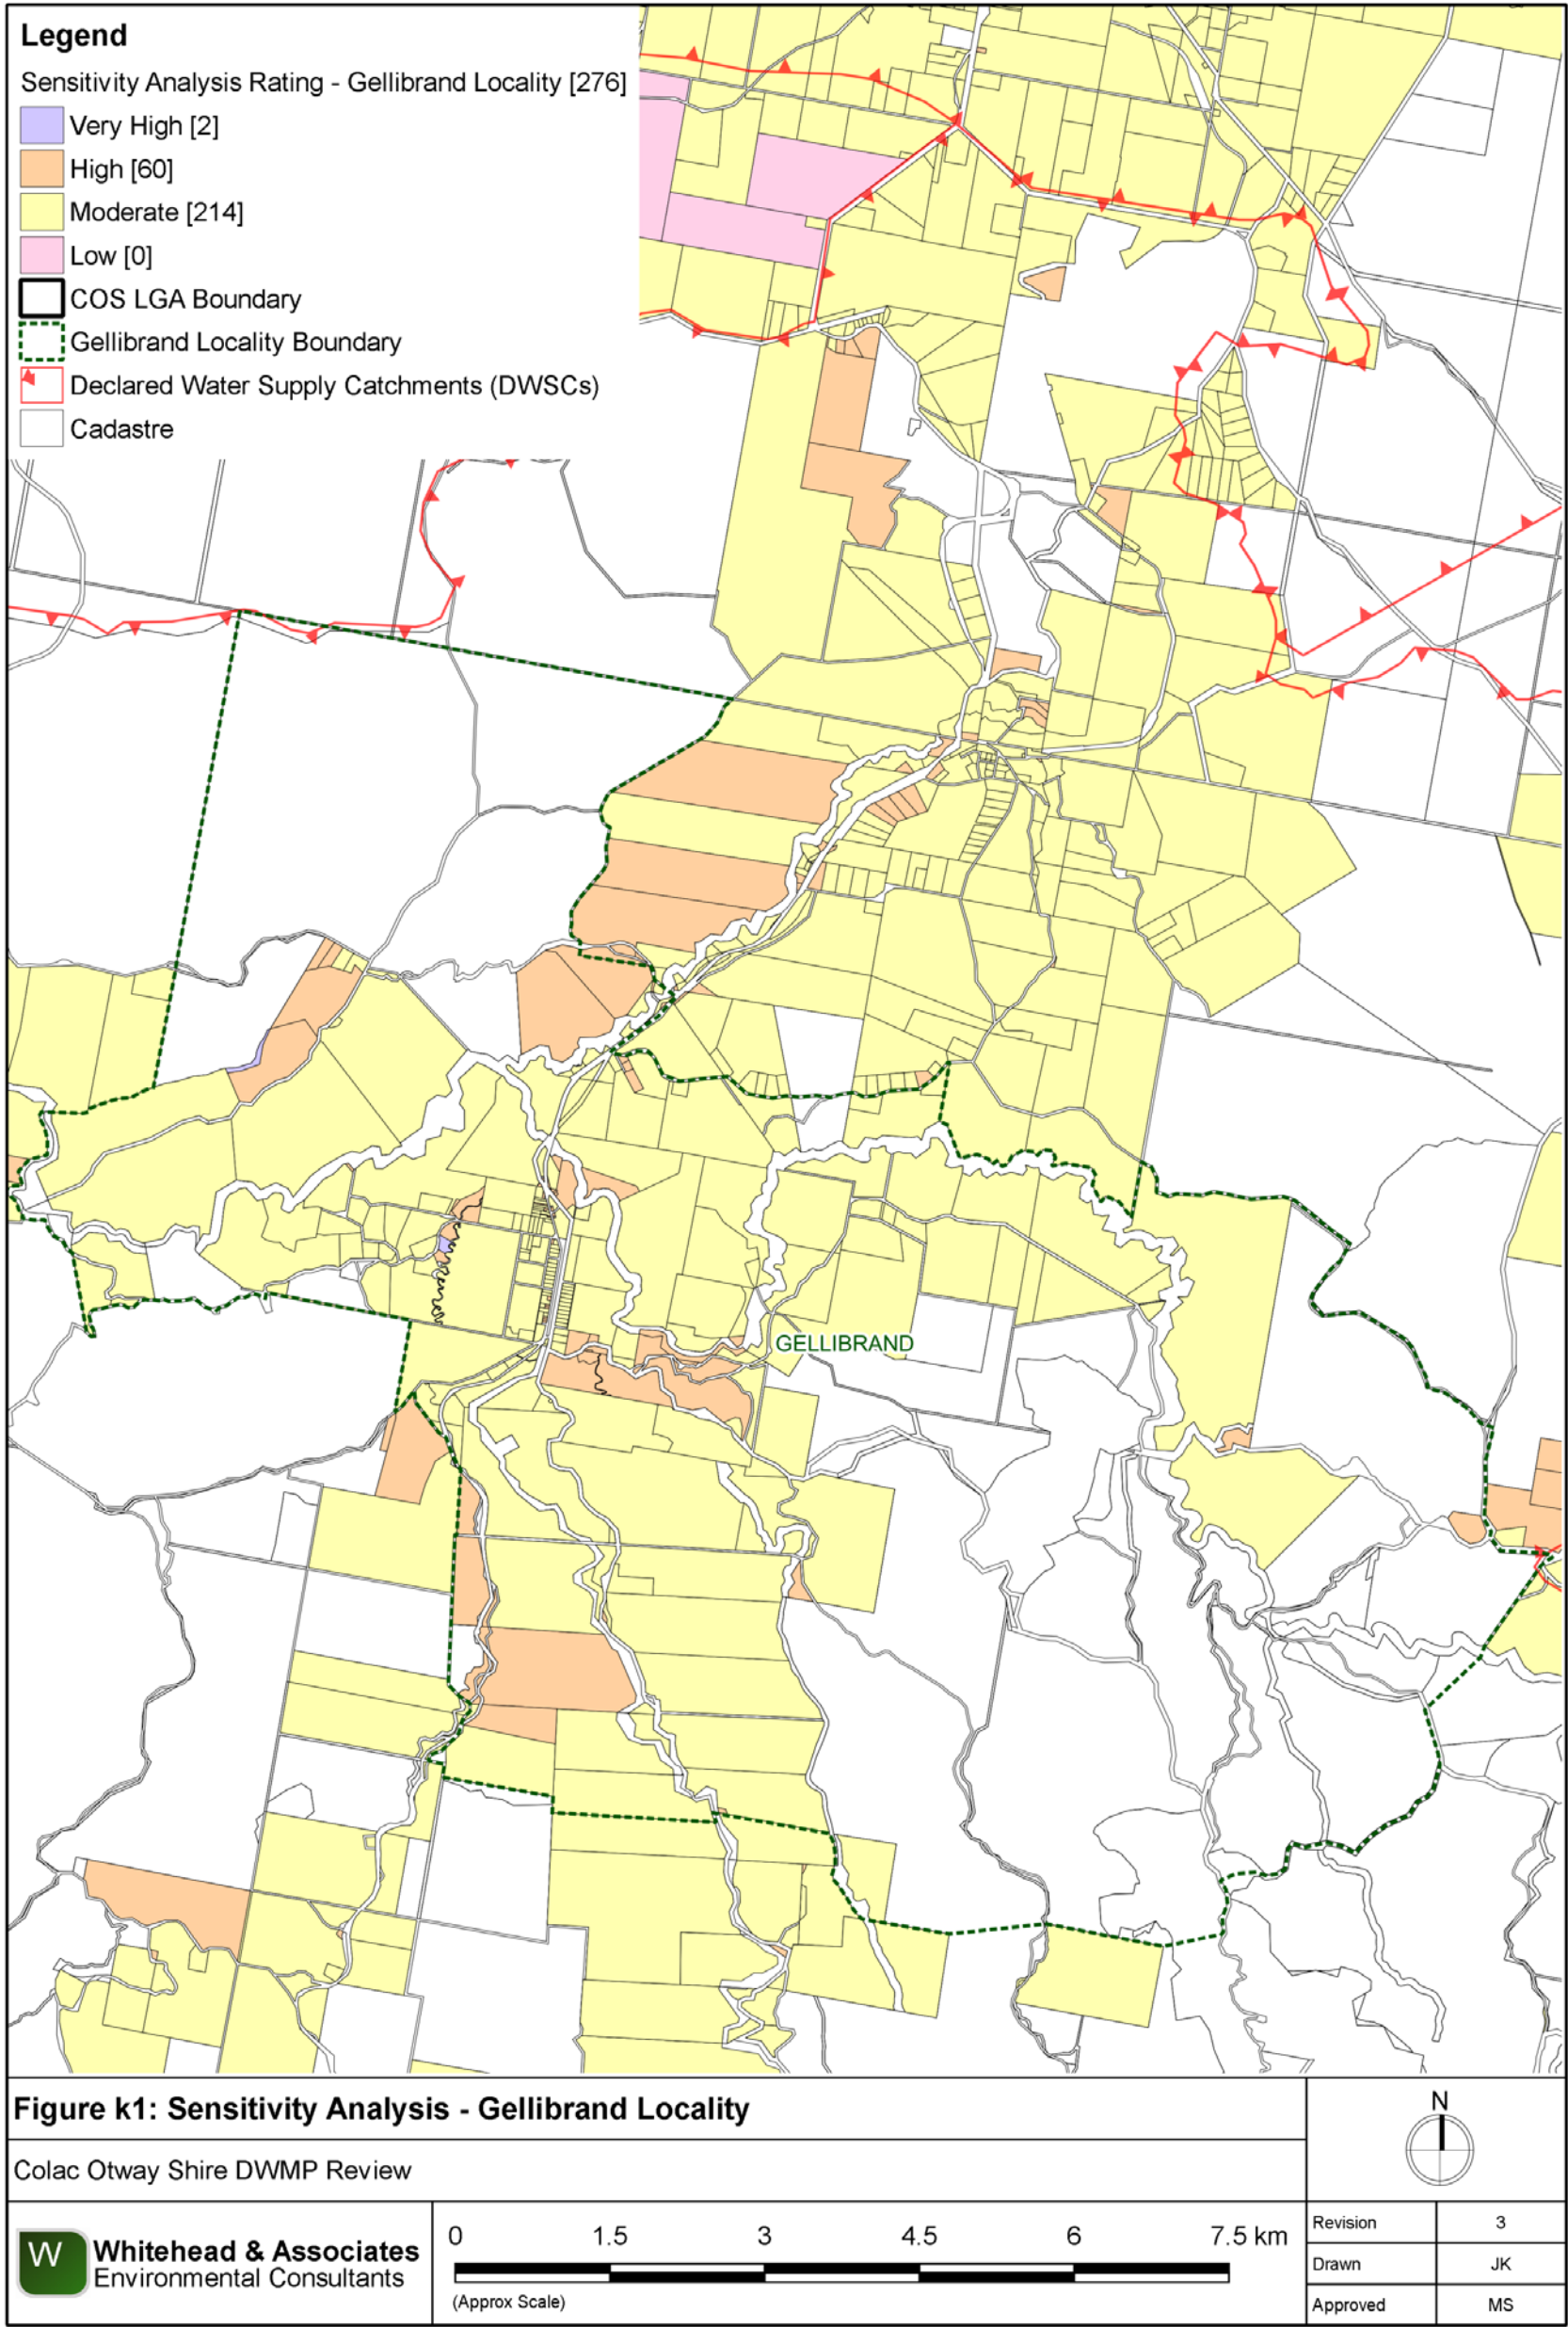 Legend
Sensitivity Analysis Rating - Gellibrand Locality [276]
Very High [2]
High [60]
Moderate [214]
Low [0]
COS LGA Boundary
Gellibrand Locality Boundary
Declared Water Supply Catchments (DWSCs)
Cadastre
GELLIBRAND
Figure k1: Sensitivity Analysis - Gellibrand Locality
Colac Otway Shire DWMP Review
N
W
Whitehead & Associates
Environmental Consultants
0 1.5 3 4.5 6 7.5 km
(Approx Scale)
Revision 3
Drawn JK
Approved MS